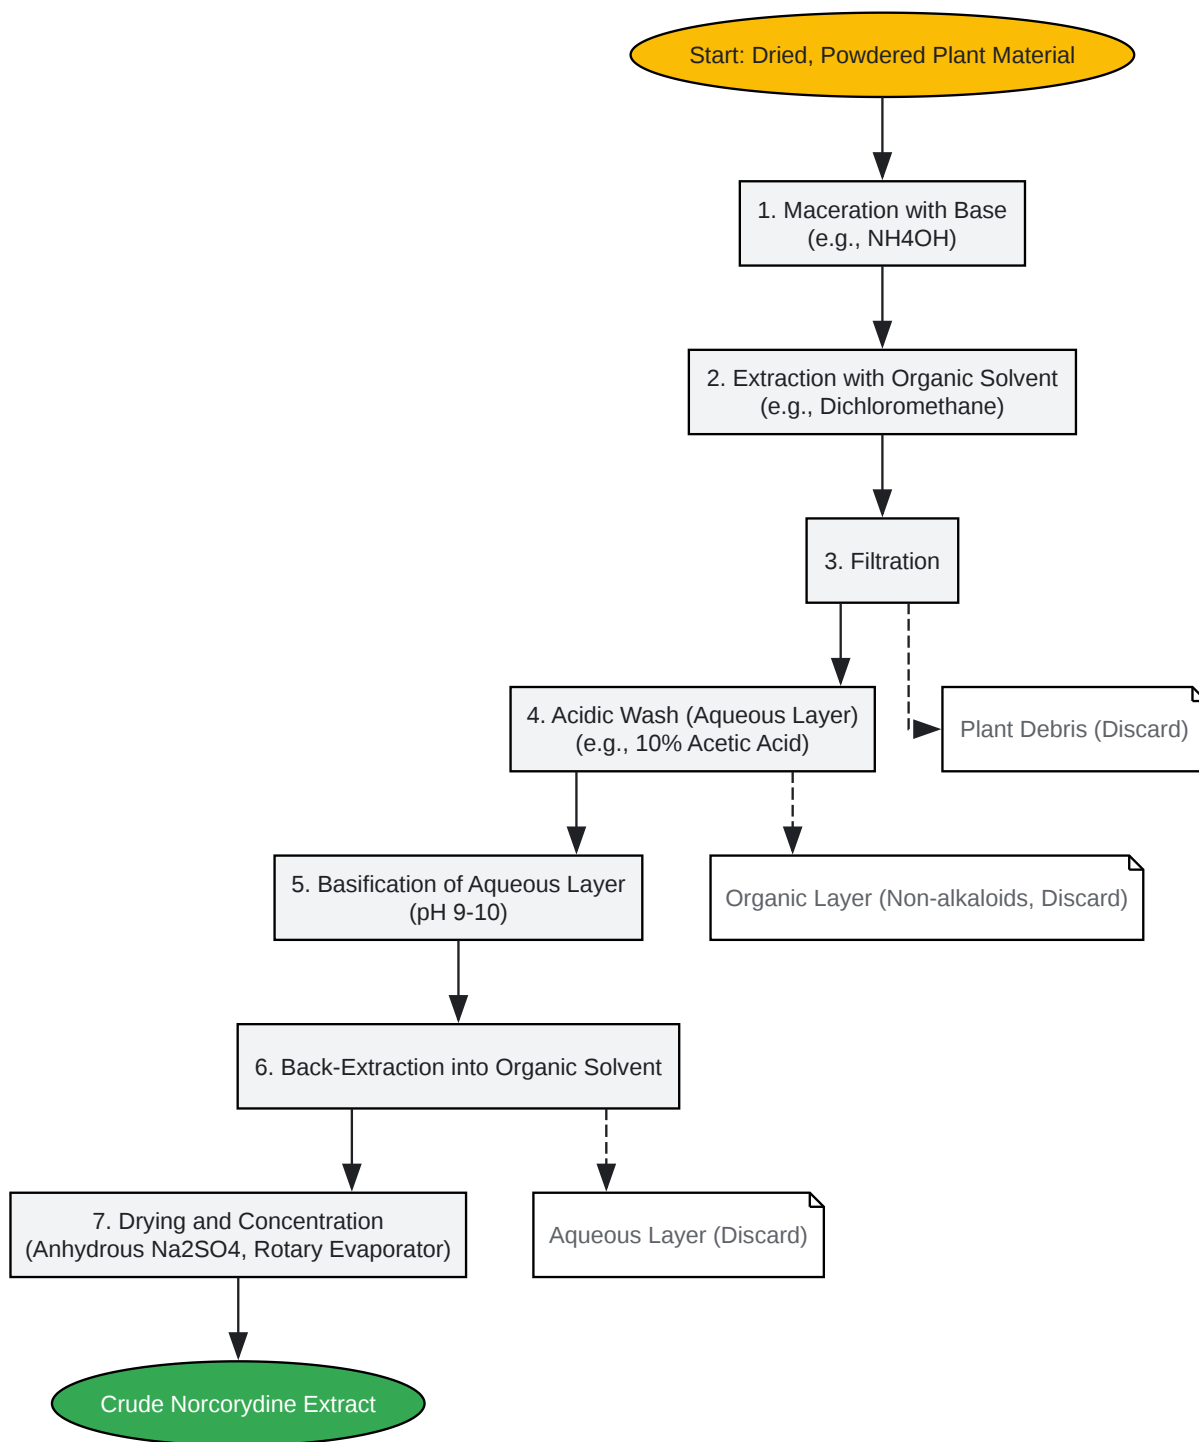 Start: Dried, Powdered Plant Material
1. Maceration with Base
(e.g., NH4OH)
2. Extraction with Organic Solvent
(e.g., Dichloromethane)
3. Filtration
4. Acidic Wash (Aqueous Layer)
(e.g., 10% Acetic Acid)
Plant Debris (Discard)
5. Basification of Aqueous Layer
(pH 9-10)
Organic Layer (Non-alkaloids, Discard)
6. Back-Extraction into Organic Solvent
7. Drying and Concentration
(Anhydrous Na2SO4, Rotary Evaporator)
Aqueous Layer (Discard)
Crude Norcorydine Extract